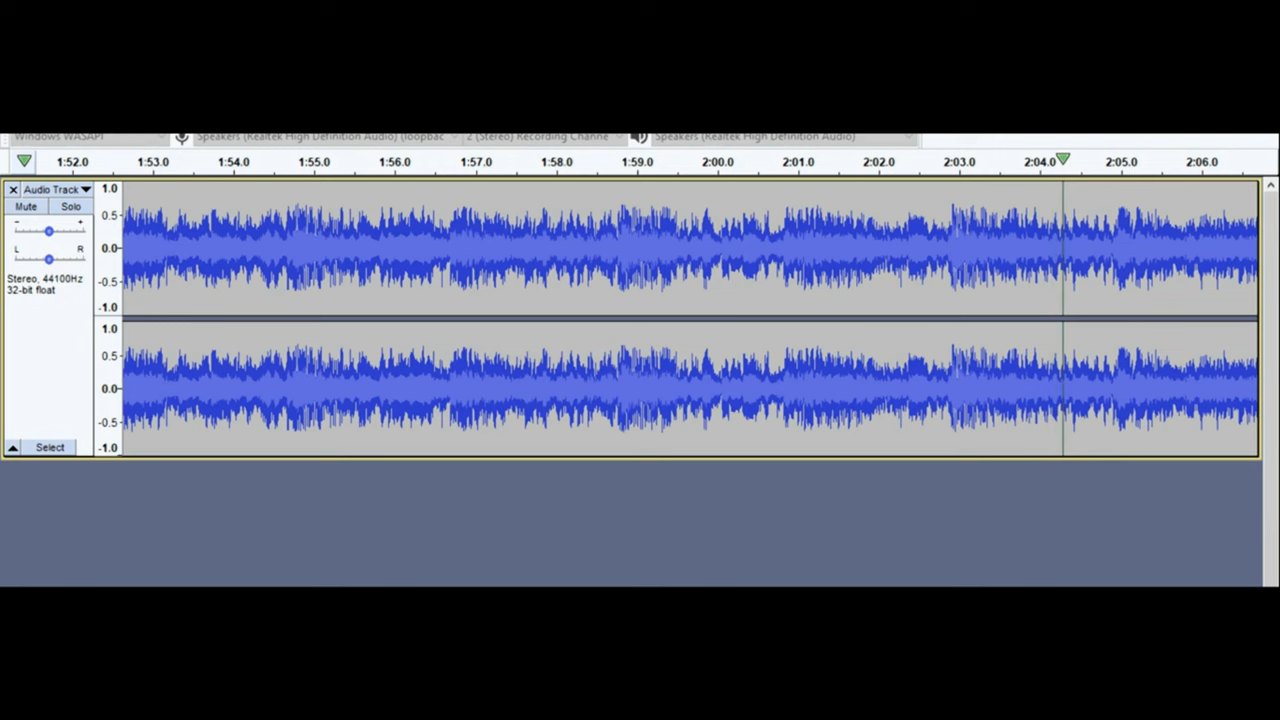 Windows WASAPI Speakers (Realtek High Definition Audio) (loopbac 2 (Stereo) Recording Channe Speakers (Realtek High Definition Audio)
1:52.0 1:53.0 1:54.0 1:55.0 1:56.0 1:57.0 1:58.0 1:59.0 2:00.0 2:01.0 2:02.0 2:03.0 2:04.0 2:05.0 2:06.0
Audio Track 1.0
Mute Solo 0.5
- +
L R 0.0
Stereo, 44100Hz -0.5
32-bit float
-1.0
1.0
0.5
0.0
-0.5
Select -1.0